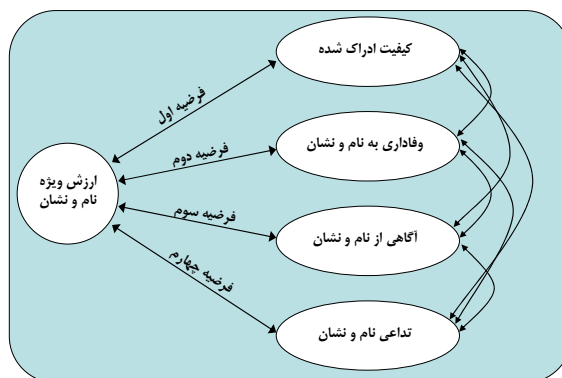 کیفیت ادراک شده
فرضیه اول
وفاداری به نام و نشان
فرضیه دوم
ارزش ویژه
نام و نشان
فرضیه سوم
آگاهی از نام و نشان
فرضیه چهارم
تداعی نام و نشان